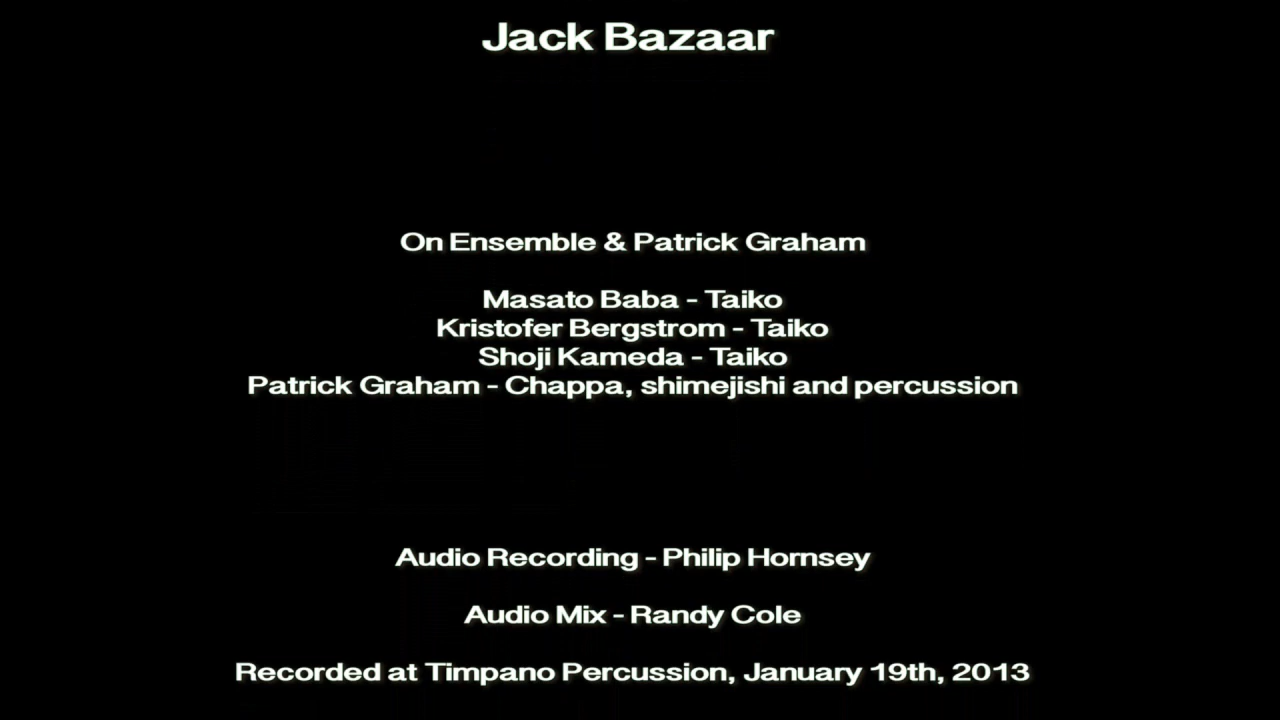 Jack Bazaar
On Ensemble & Patrick Graham
Masato Baba - Taiko
Kristofer Bergstrom - Taiko
Shoji Kameda - Taiko
Patrick Graham - Chappa, shimejishi and percussion
Audio Recording - Philip Hornsey
Audio Mix - Randy Cole
Recorded at Timpano Percussion, January 19th, 2013